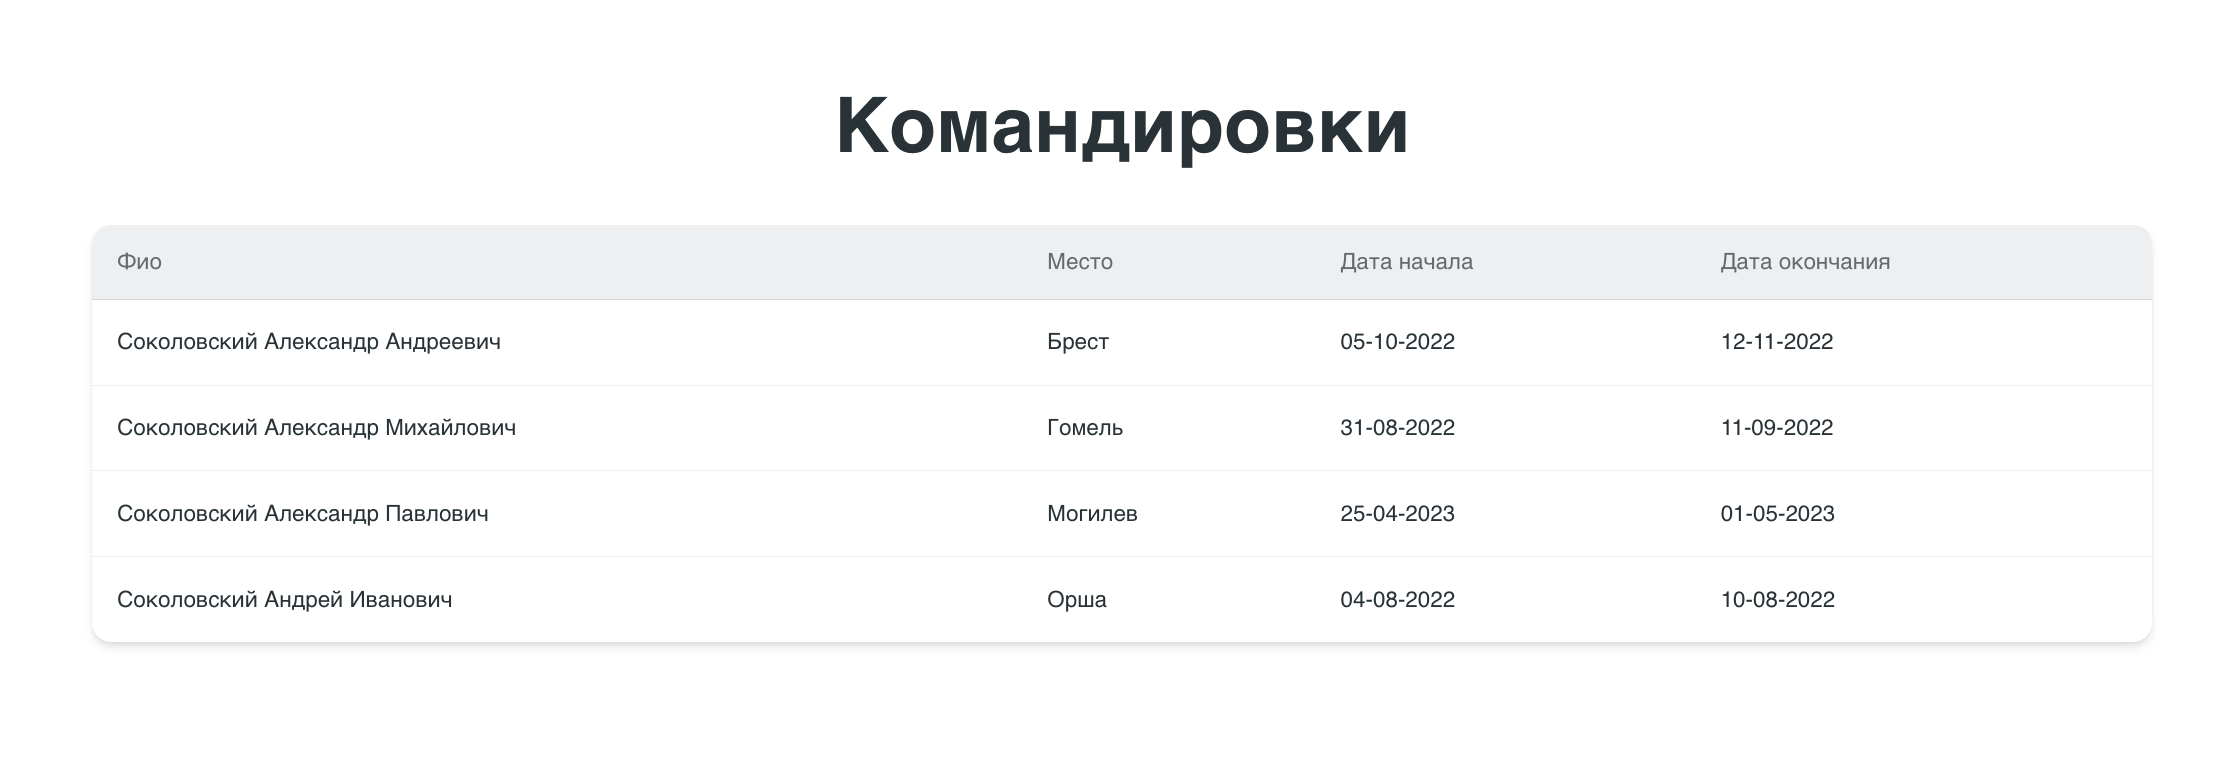 Командировки
Фио Место Дата начала Дата окончания
Соколовский Александр Андреевич Брест 05-10-2022 12-11-2022
Соколовский Александр Михайлович Гомель 31-08-2022 11-09-2022
Соколовский Александр Павлович Могилев 25-04-2023 01-05-2023
Соколовский Андрей Иванович Орша 04-08-2022 10-08-2022